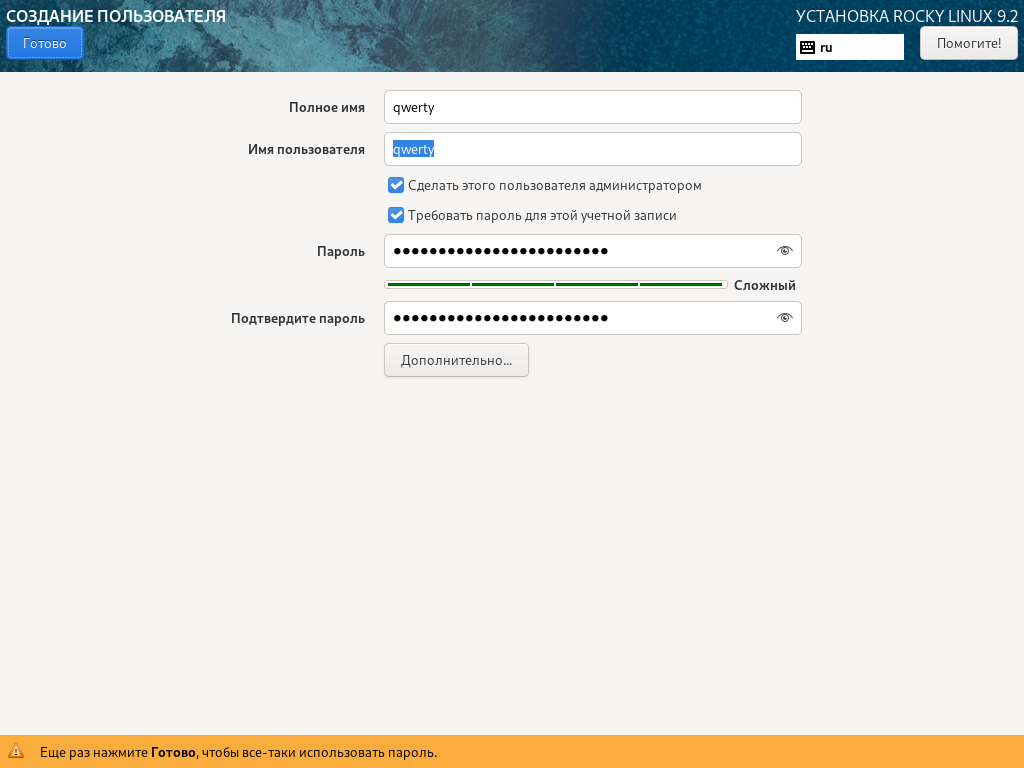 СОЗДАНИЕ ПОЛЬЗОВАТЕЛЯ
УСТАНОВКА ROCKY LINUX 9.2
Готово
ru
Помогите!
Полное имя
qwerty
Имя пользователя
qwerty
Сделать этого пользователя администратором
Требовать пароль для этой учетной записи
Пароль
●●●●●●●●●●●●●●●●●●●●●●●●
Сложный
Подтвердите пароль
●●●●●●●●●●●●●●●●●●●●●●●●
Дополнительно...
Еще раз нажмите Готово, чтобы все-таки использовать пароль.